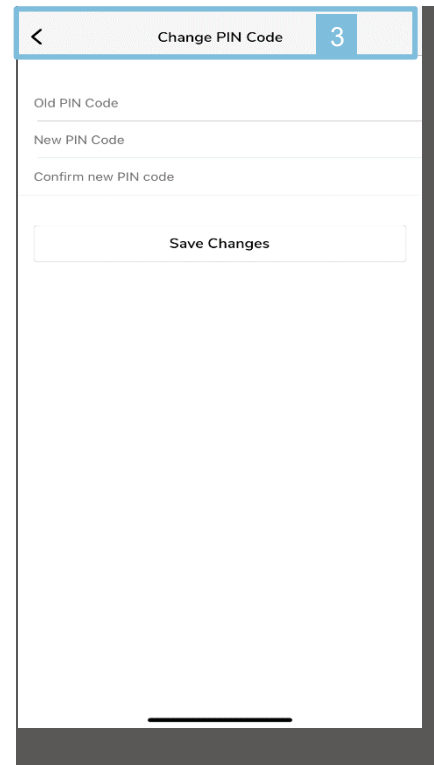 Change PIN Code 3
Old PIN Code
New PIN Code
Confirm new PIN code
Save Changes